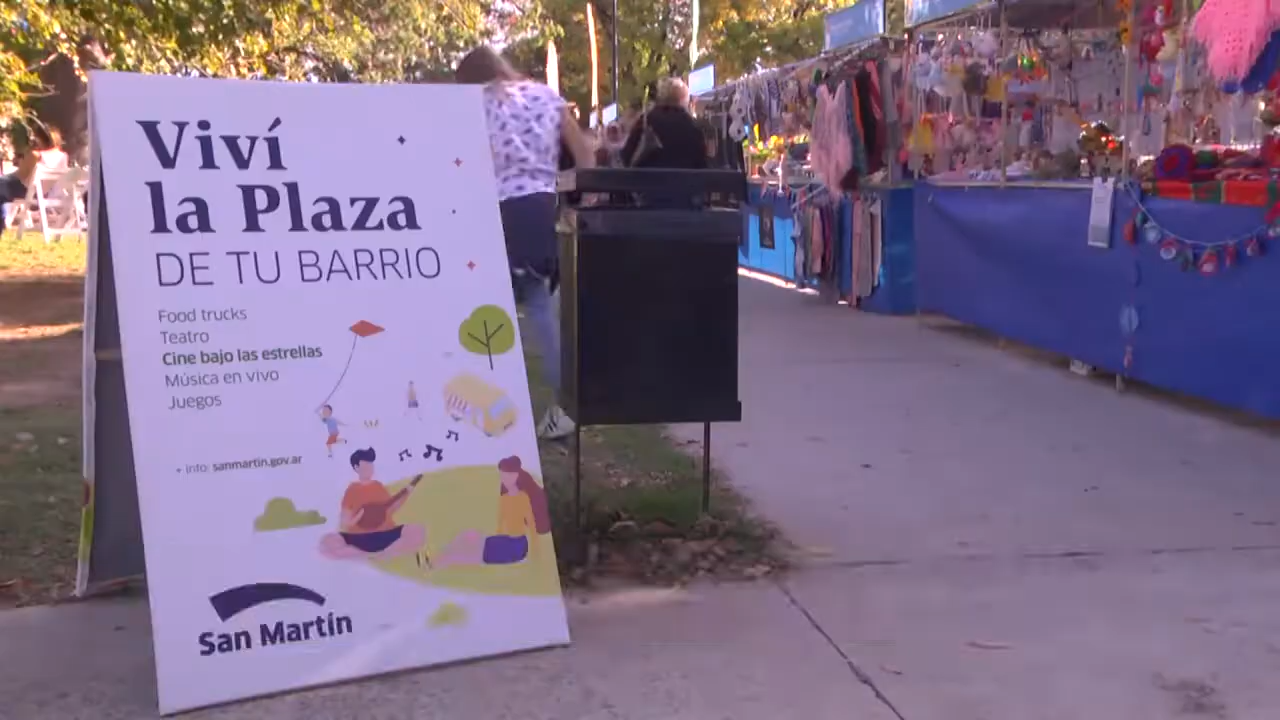 Viví
la Plaza
DE TU BARRIO
Food trucks
Teatro
Cine bajo las estrellas
Música en vivo
Juegos
+ info: sanmartin.gov.ar
San Martín